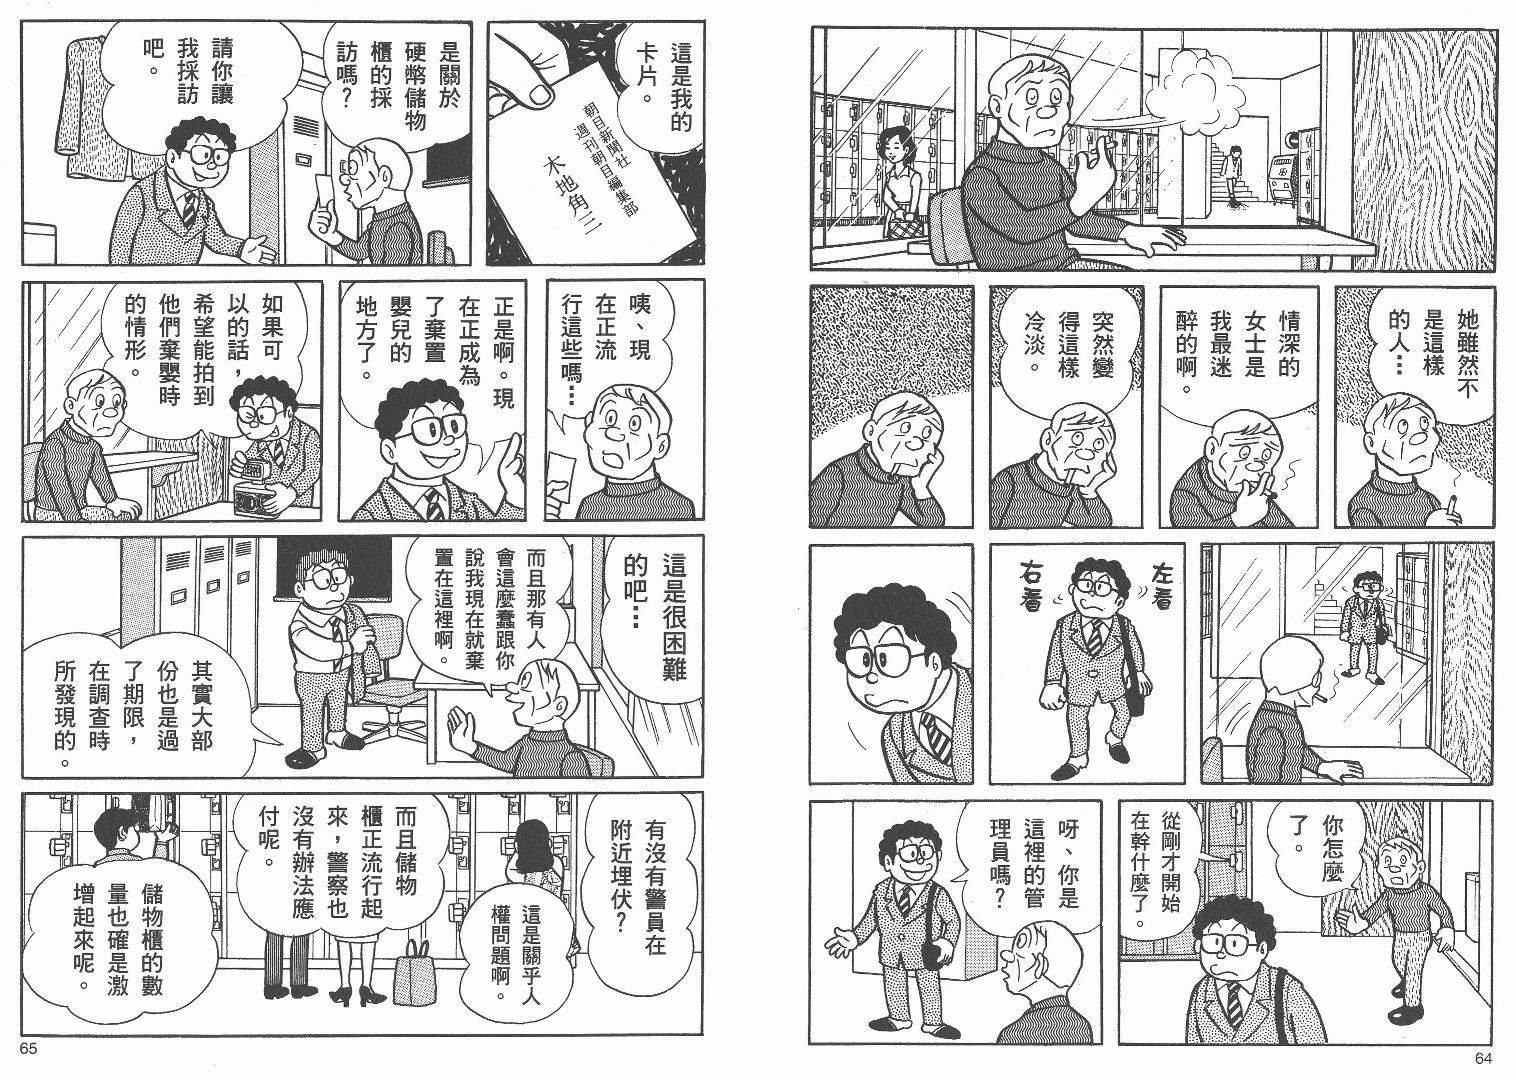 她雖然不
是這樣
的人…
情深的
女士是
我最迷
醉的啊。
突然變
得這樣
冷淡。
左看
右看
你怎麼
了。
從剛才開始
在幹什麼了。
呀、你是
這裡的管
理員嗎?
64
這是我的
卡片。
朝目新聞社
週刊朝目編集部
木地角三
是關於
硬幣儲物
櫃的採
訪嗎?
請你讓
我採訪
吧。
咦、現
在正流
行這些嗎…
正是啊。現
在正成為
了棄置
嬰兒的
地方了。
如果可
以的話,
希望能拍到
他們棄嬰時
的情形。
這是很困難
的吧…
而且那有人
會這麼蠢跟你
說我現在就棄
置在這裡啊。
其實大部
份也是過
了期限,
在調查時
所發現的。
有沒有警員在
附近埋伏?
這是關乎人
權問題啊。
而且儲物
櫃正流行起
來,警察也
沒有辦法應
付呢。
儲物櫃的數
量也確是激
增起來呢。
65